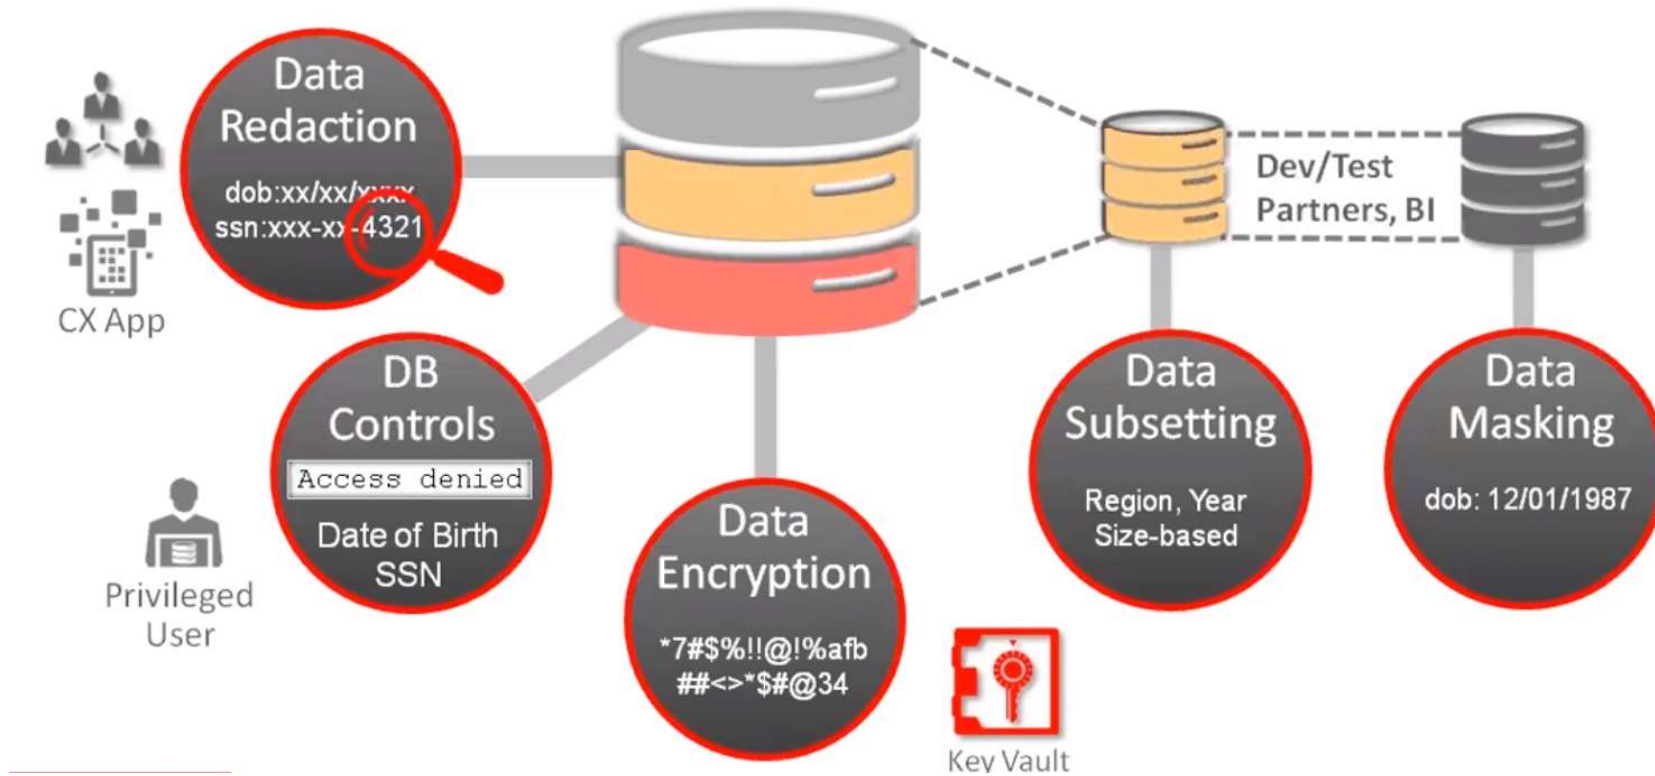 Data
Redaction
dob:xx/xx/xxxx
ssn:xxx-xx-4321
CX App
DB
Controls
Access denied
Date of Birth
SSN
Privileged
User
Data
Encryption
*7#$%!!@!%afb
##<>*$#@34
Key Vault
Dev/Test
Partners, BI
Data
Subsetting
Region, Year
Size-based
Data
Masking
dob: 12/01/1987